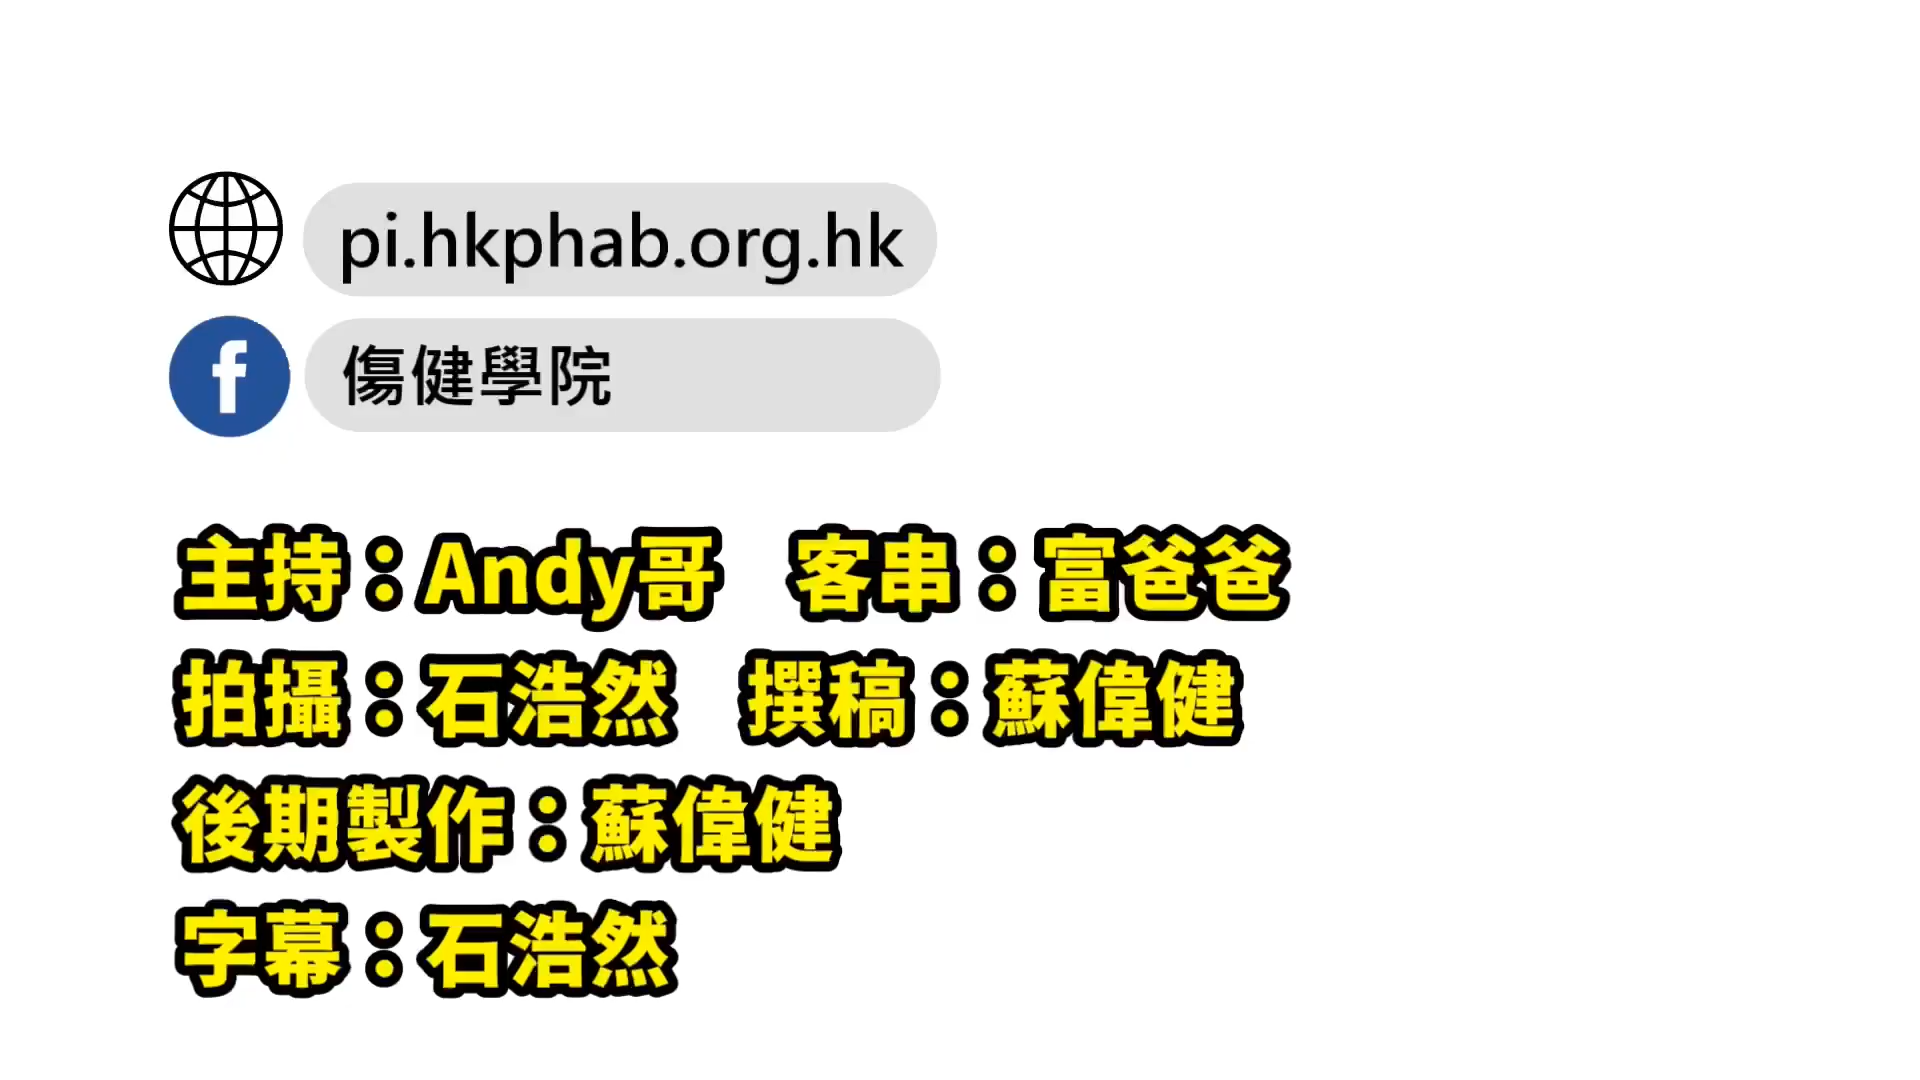 pi.hkphab.org.hk
傷健學院
主持：Andy哥　客串：富爸爸
拍攝：石浩然　撰稿：蘇偉健
後期製作：蘇偉健
字幕：石浩然